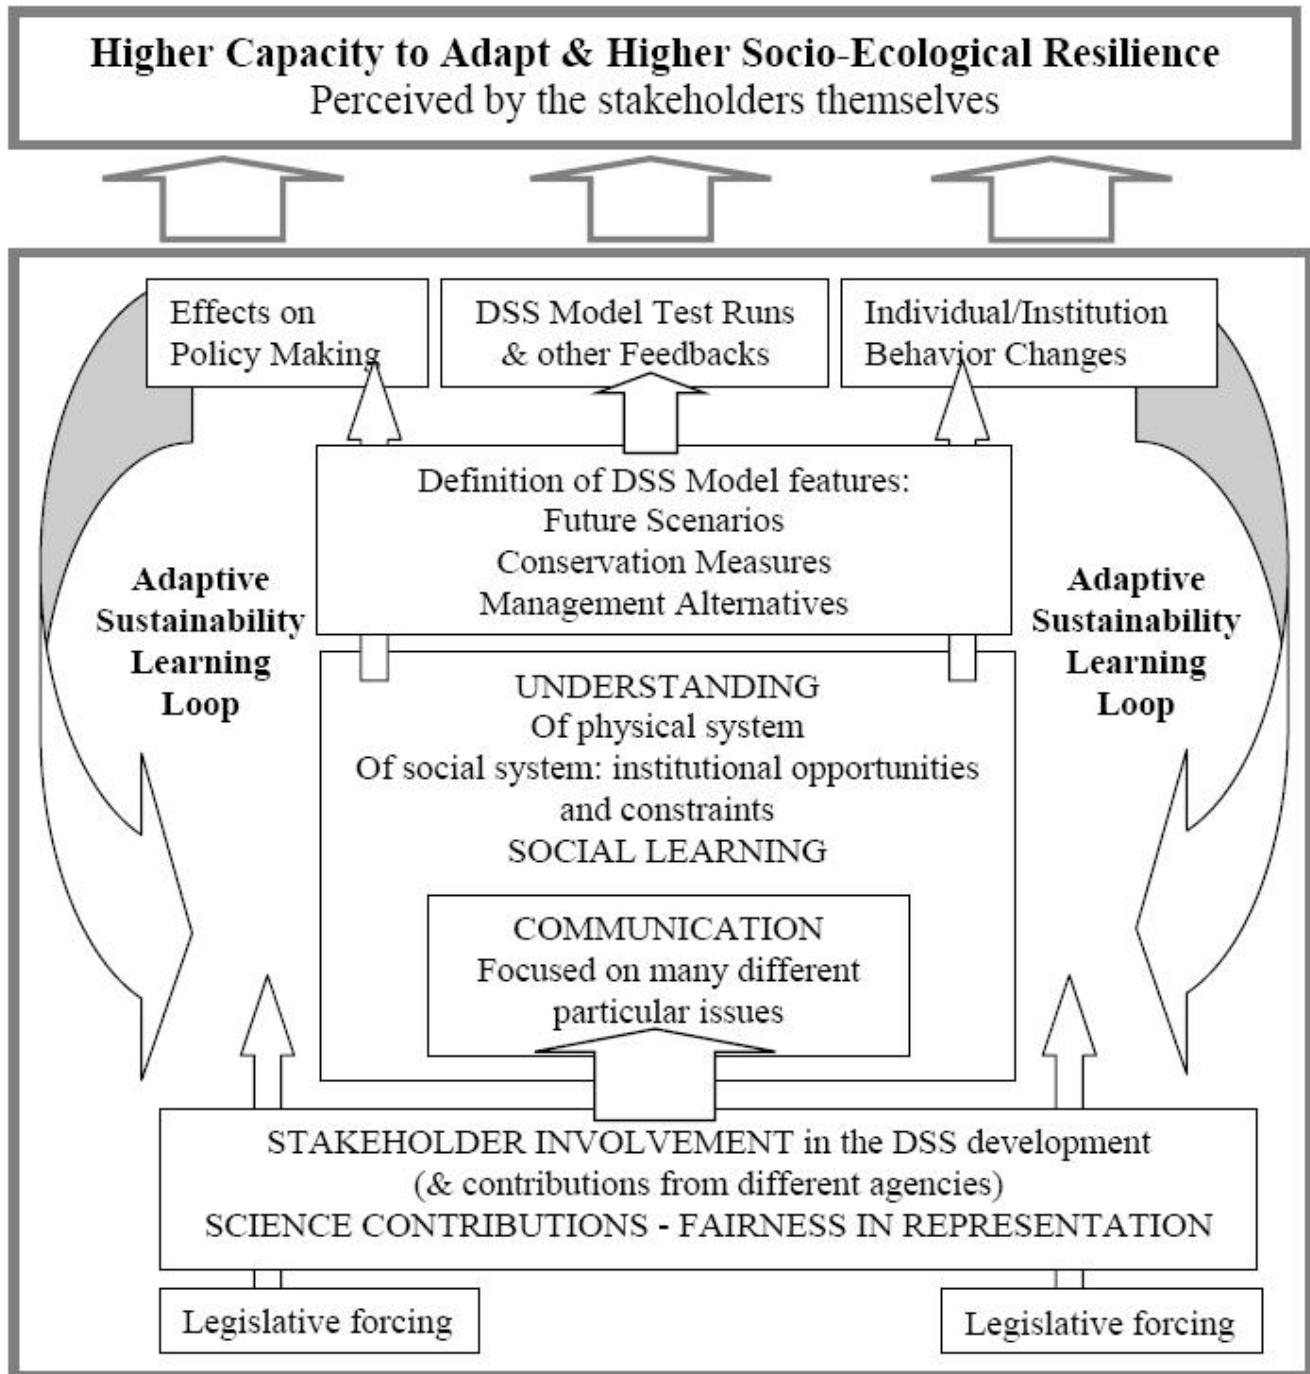 Higher Capacity to Adapt & Higher Socio-Ecological Resilience
Perceived by the stakeholders themselves
Effects on
Policy Making
DSS Model Test Runs
& other Feedbacks
Individual/Institution
Behavior Changes
Definition of DSS Model features:
Future Scenarios
Conservation Measures
Management Alternatives
Adaptive
Sustainability
Learning
Loop
Adaptive
Sustainability
Learning
Loop
UNDERSTANDING
Of physical system
Of social system: institutional opportunities
and constraints
SOCIAL LEARNING
COMMUNICATION
Focused on many different
particular issues
STAKEHOLDER INVOLVEMENT in the DSS development
(& contributions from different agencies)
SCIENCE CONTRIBUTIONS - FAIRNESS IN REPRESENTATION
Legislative forcing
Legislative forcing